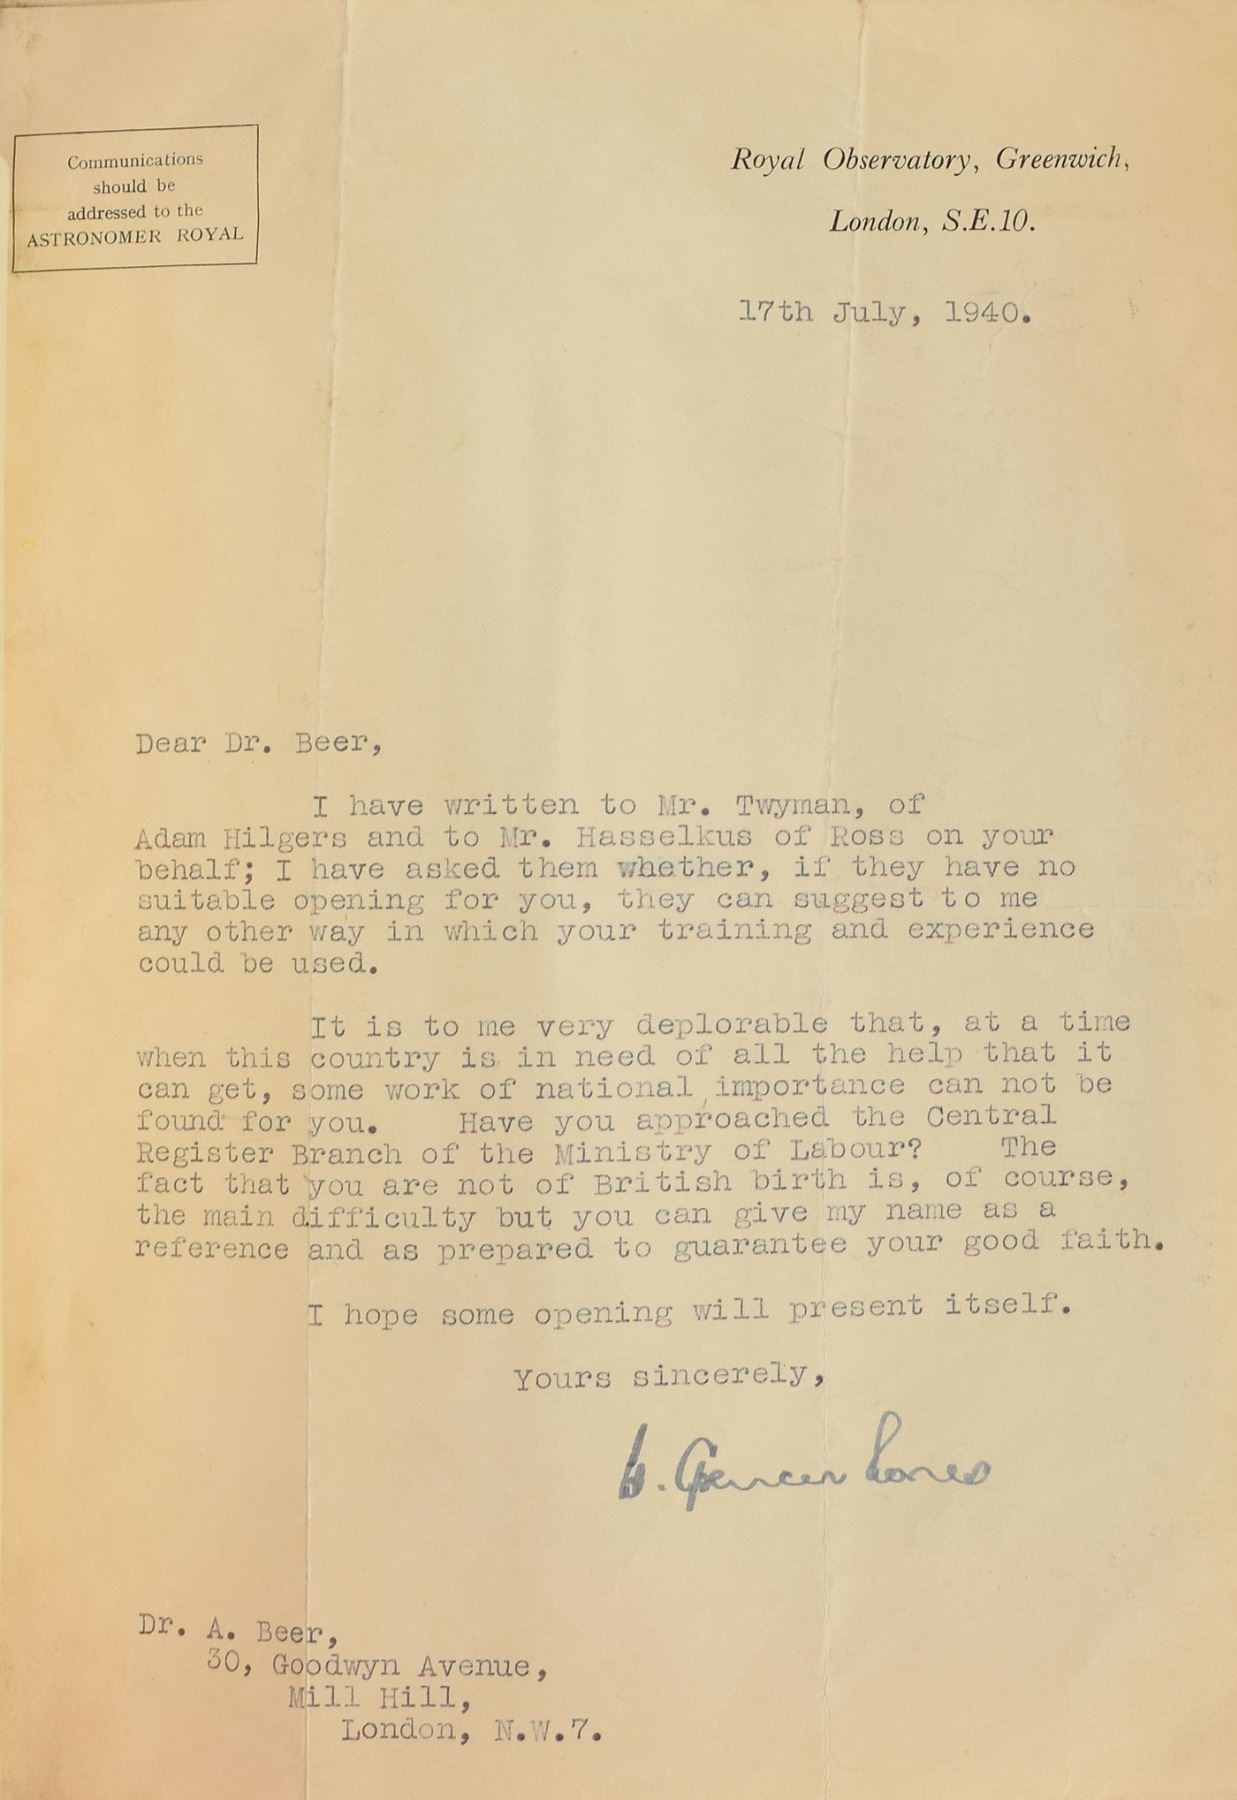 Communications
should be
addressed to the
ASTRONOMER ROYAL
Royal Observatory, Greenwich,
London, S.E.10.
17th July, 1940.
Dear Dr. Beer,
I have written to Mr. Twyman, of
Adam Hilgers and to Mr. Hasselkus of Ross on your
behalf; I have asked them whether, if they have no
suitable opening for you, they can suggest to me
any other way in which your training and experience
could be used.
It is to me very deplorable that, at a time
when this country is in need of all the help that it
can get, some work of national importance can not be
found for you. Have you approached the Central
Register Branch of the Ministry of Labour? The
fact that you are not of British birth is, of course,
the main difficulty but you can give my name as a
reference and as prepared to guarantee your good faith.
I hope some opening will present itself.
Yours sincerely,
H. Spencer Jones
Dr. A. Beer,
30, Goodwyn Avenue,
Mill Hill,
London, N.W.7.